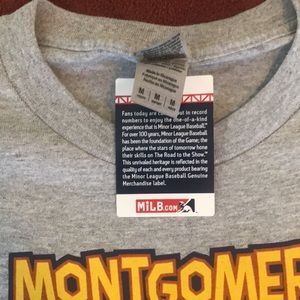 M M M
Fans today are coming out in record
numbers to enjoy the one-of-a-kind
experience that is Minor League Baseball.™
For over 100 years, Minor League Baseball
has been the foundation of the Game; the
place where the stars of tomorrow hone
their skills on The Road to the Show.™
This unrivaled heritage is reflected in the
quality of each and every product bearing
the Minor League Baseball Genuine
Merchandise label.
MiLB.COM
MONTGOMER